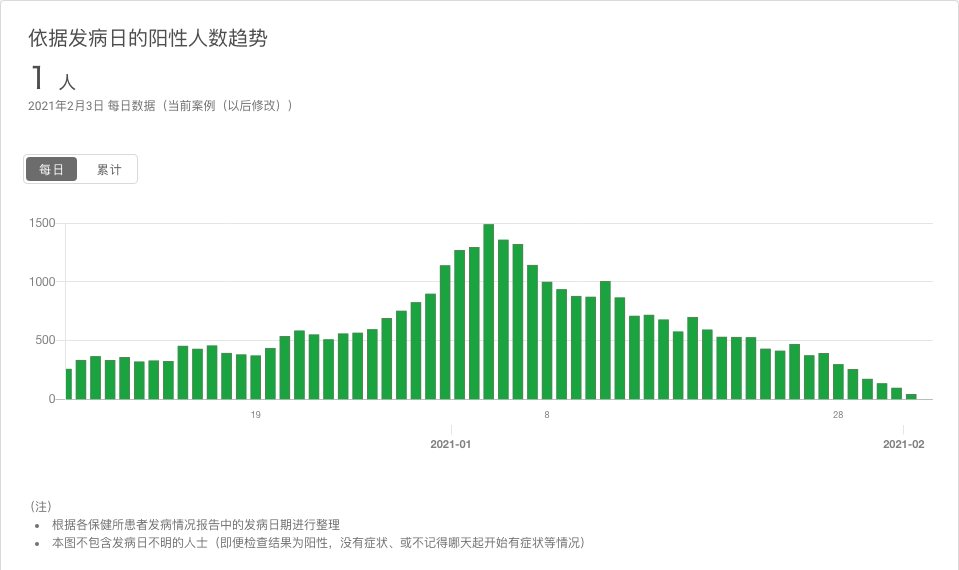 依据发病日的阳性人数趋势
1 人
2021年2月3日 每日数据（当前案例（以后修改））
每日 累计
1500
1000
500
0
19 8 28
2021-01 2021-02
（注）
• 根据各保健所患者发病情况报告中的发病日期进行整理
• 本图不包含发病日不明的人士（即便检查结果为阳性，没有症状、或不记得哪天起开始有症状等情况）